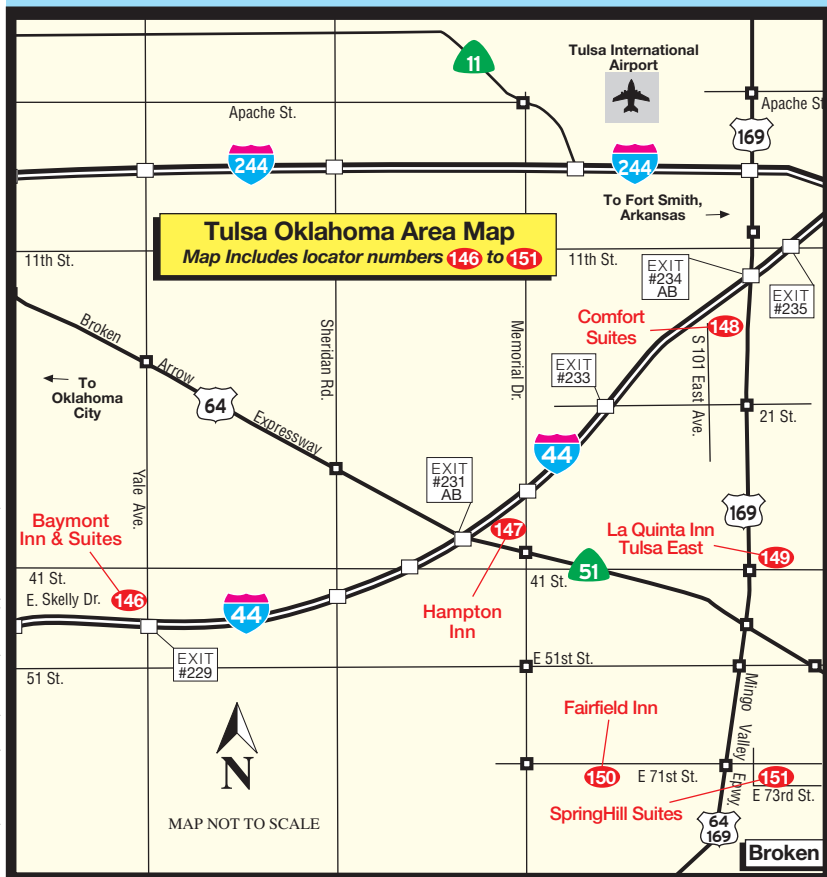 11
Tulsa International
Airport
Apache St.
Apache St
169
244
244
To Fort Smith,
Arkansas
Tulsa Oklahoma Area Map
Map Includes locator numbers 146 to 151
11th St.
11th St.
EXIT
#234
AB
EXIT
#235
Comfort
Suites
148
Broken
Arrow
Expressway
Sheridan Rd.
Memorial Dr.
S 101 East Ave.
To
Oklahoma
City
64
EXIT
#233
21 St.
44
EXIT
#231
AB
Yale Ave.
169
Baymont
Inn & Suites
147
La Quinta Inn
Tulsa East
149
41 St.
41 St.
51
E. Skelly Dr.
146
44
Hampton
Inn
EXIT
#229
E 51st St.
51 St.
Mingo Valley Epwy.
Fairfield Inn
N
150
E 71st St.
151
E 73rd St.
SpringHill Suites
MAP NOT TO SCALE
64
169
Broken